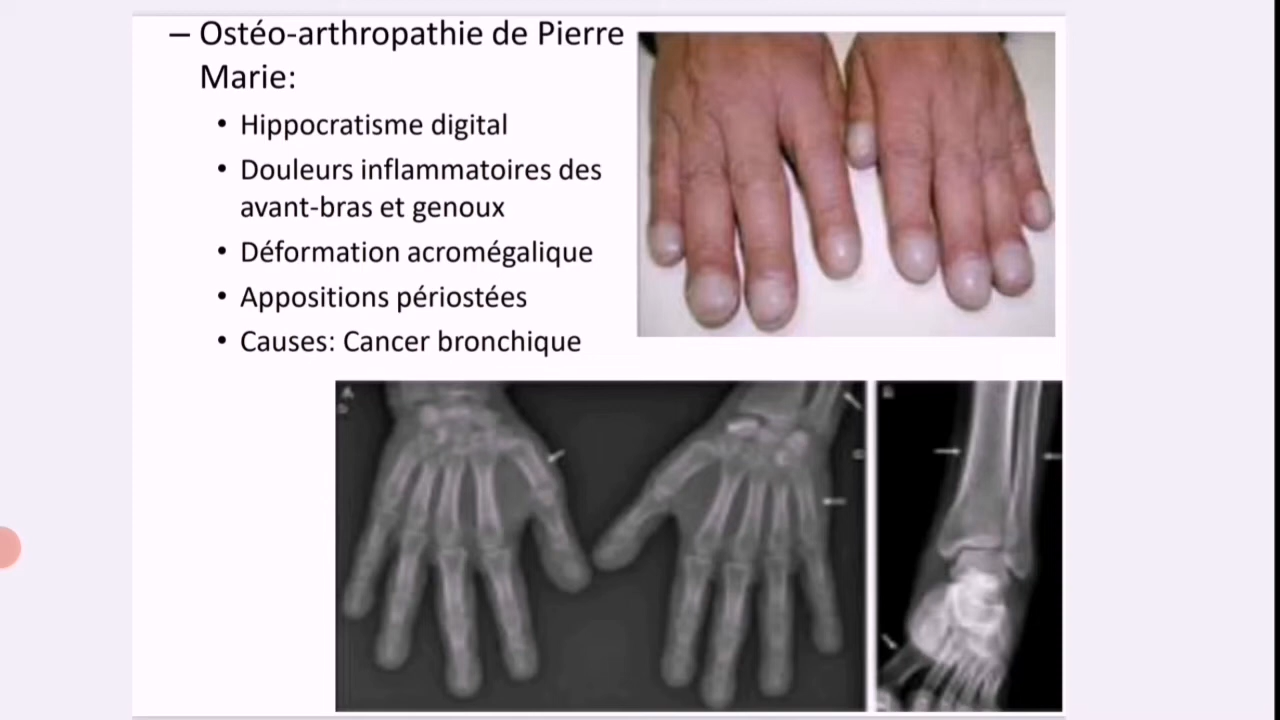 – Ostéo-arthropathie de Pierre
Marie:
• Hippocratisme digital
• Douleurs inflammatoires des
avant-bras et genoux
• Déformation acromégalique
• Appositions périostées
• Causes: Cancer bronchique
A
B